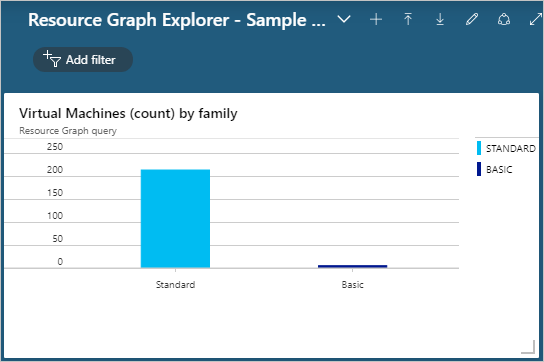 Resource Graph Explorer - Sample ...
Add filter
Virtual Machines (count) by family
Resource Graph query
250
200
150
100
50
0
Standard Basic
STANDARD
BASIC